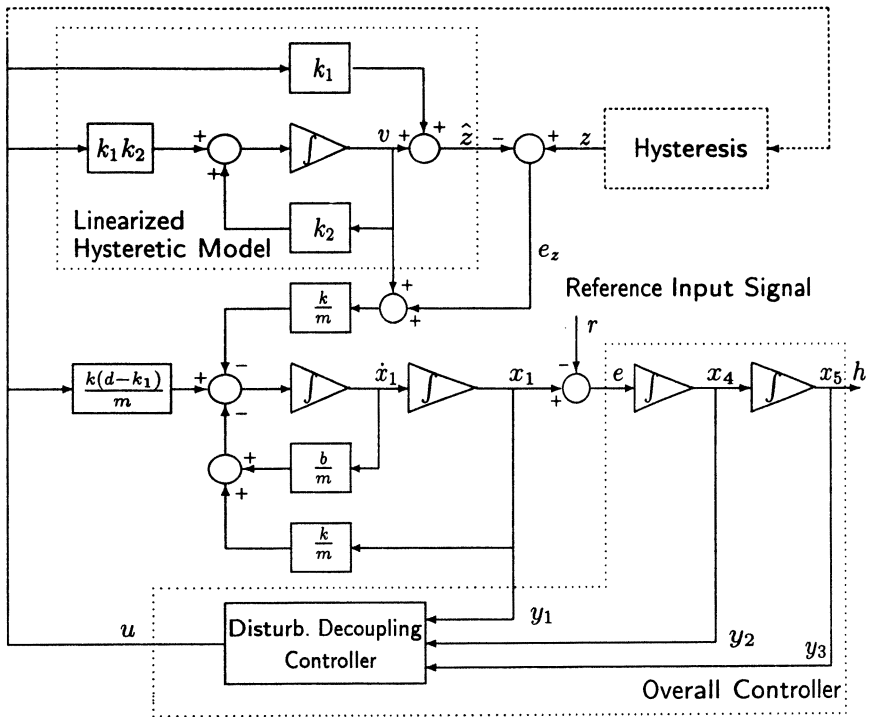 k₁
k₁k₂
+
+
∫
v
+
+
ẑ
−
+
z
Hysteresis
k₂
Linearized
Hysteretic Model
e_z
k/m
+
+
Reference Input Signal
r
k(d−k₁)/m
+
−
−
∫
ẋ₁
∫
x₁
−
+
e
∫
x₄
∫
x₅
h
+
+
b/m
k/m
u
Disturb. Decoupling
Controller
y₁
y₂
y₃
Overall Controller